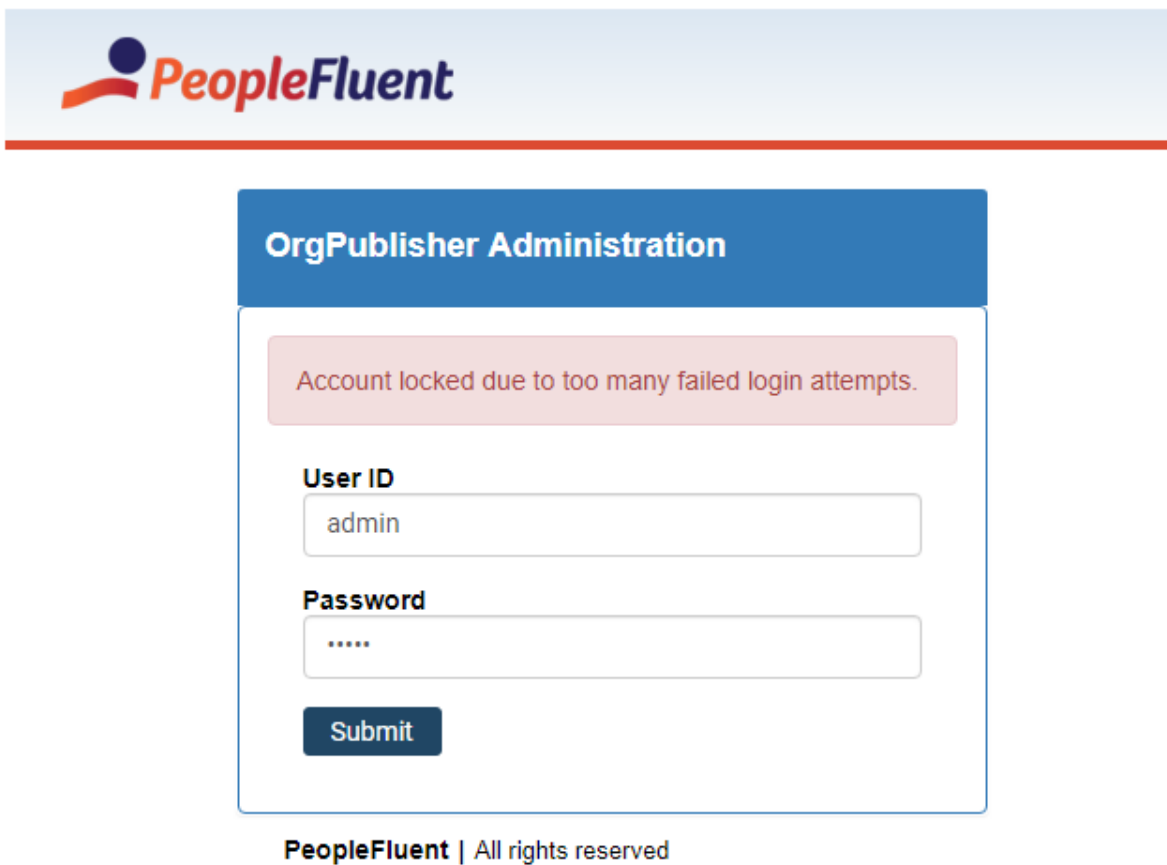 PeopleFluent
OrgPublisher Administration
Account locked due to too many failed login attempts.
User ID
admin
Password
•••••
Submit
PeopleFluent | All rights reserved